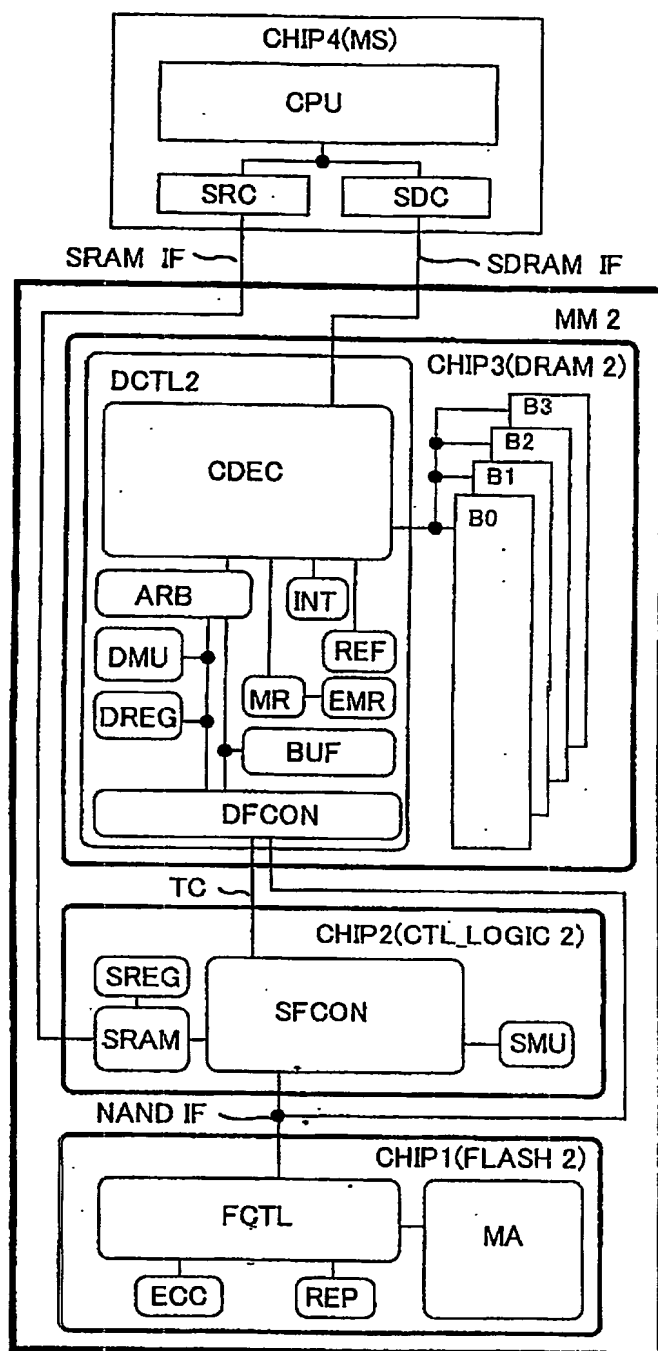 CHIP4(MS)
CPU
SRC
SDC
SRAM IF
SDRAM IF
MM 2
CHIP3(DRAM 2)
DCTL2
B3
B2
B1
B0
CDEC
ARB
INT
DMU
REF
DREG
MR
EMR
BUF
DFCON
TC
CHIP2(CTL_LOGIC 2)
SREG
SFCON
SRAM
SMU
NAND IF
CHIP1(FLASH 2)
FCTL
MA
ECC
REP